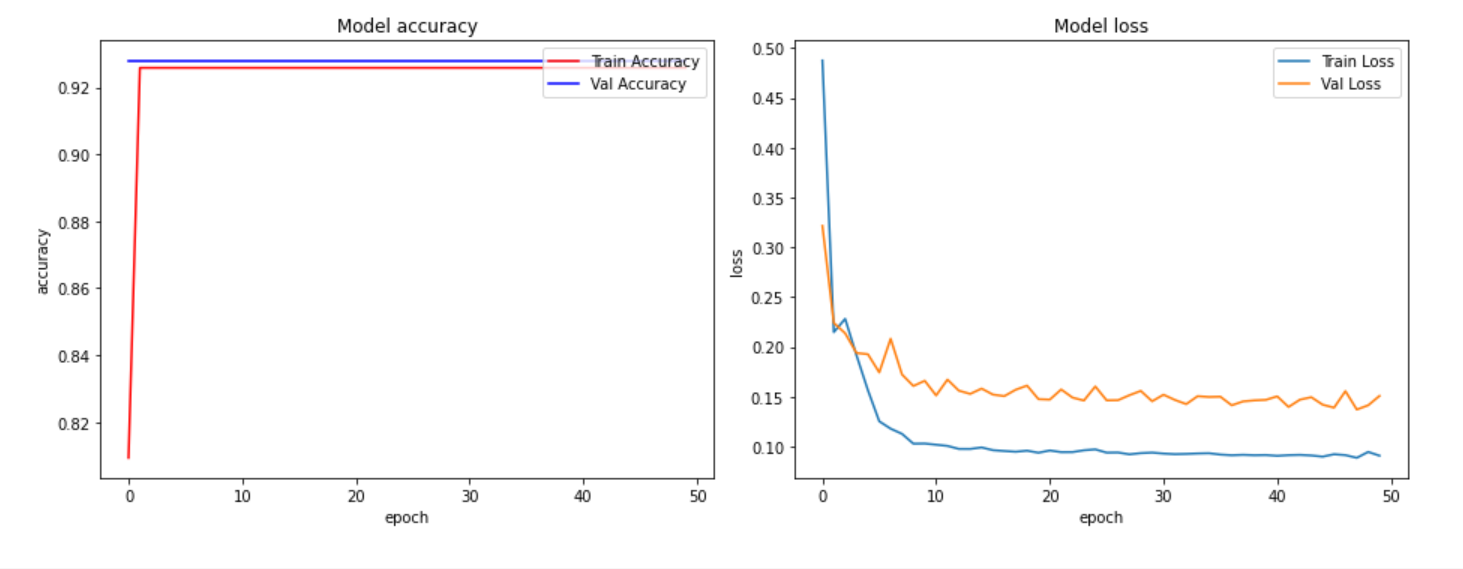 Model accuracy
Train Accuracy
Val Accuracy
0.92
0.90
0.88
0.86
0.84
0.82
accuracy
0 10 20 30 40 50
epoch
Model loss
Train Loss
Val Loss
0.50
0.45
0.40
0.35
0.30
0.25
0.20
0.15
0.10
loss
0 10 20 30 40 50
epoch